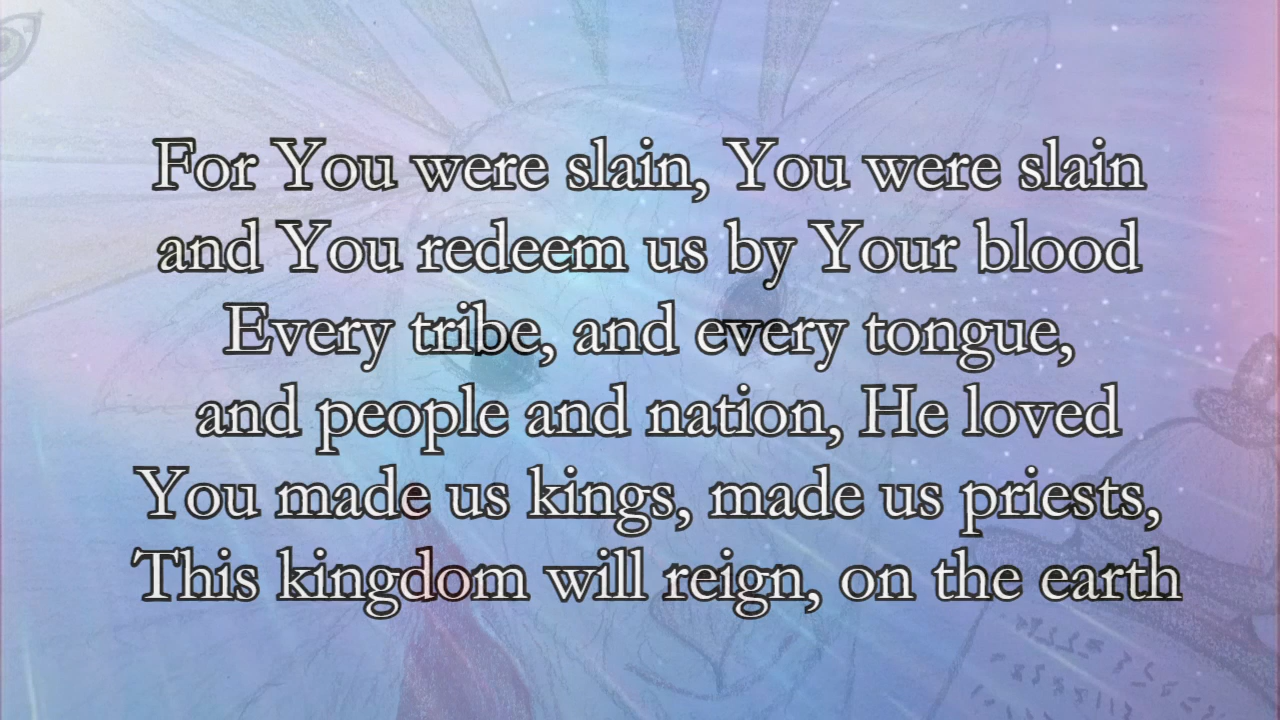 For You were slain, You were slain
and You redeem us by Your blood
Every tribe, and every tongue,
and people and nation, He loved
You made us kings, made us priests,
This kingdom will reign, on the earth